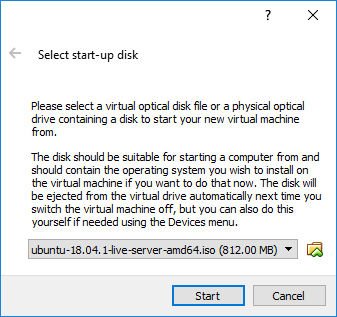 ?
Select start-up disk
Please select a virtual optical disk file or a physical optical
drive containing a disk to start your new virtual machine
from.
The disk should be suitable for starting a computer from and
should contain the operating system you wish to install on
the virtual machine if you want to do that now. The disk will
be ejected from the virtual drive automatically next time you
switch the virtual machine off, but you can also do this
yourself if needed using the Devices menu.
ubuntu-18.04.1-live-server-amd64.iso (812.00 MB)
Start Cancel